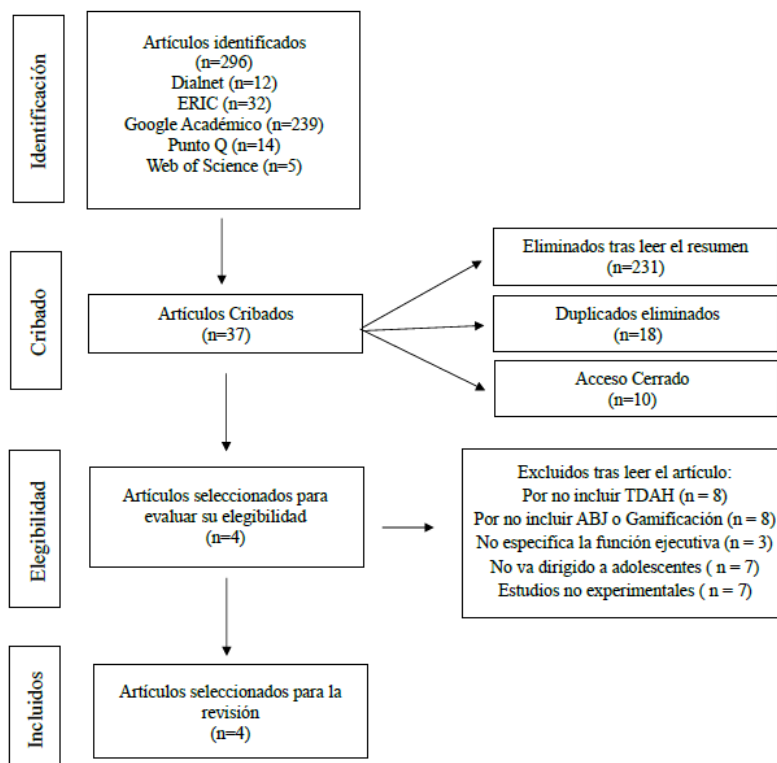 Identificación
Artículos identificados
(n=296)
Dialnet (n=12)
ERIC (n=32)
Google Académico (n=239)
Punto Q (n=14)
Web of Science (n=5)
Cribado
Artículos Cribados
(n=37)
Eliminados tras leer el resumen
(n=231)
Duplicados eliminados
(n=18)
Acceso Cerrado
(n=10)
Elegibilidad
Artículos seleccionados para
evaluar su elegibilidad
(n=4)
Excluidos tras leer el artículo:
Por no incluir TDAH (n = 8)
Por no incluir ABJ o Gamificación (n = 8)
No especifica la función ejecutiva (n = 3)
No va dirigido a adolescentes ( n = 7)
Estudios no experimentales ( n = 7)
Incluidos
Artículos seleccionados para la
revisión
(n=4)